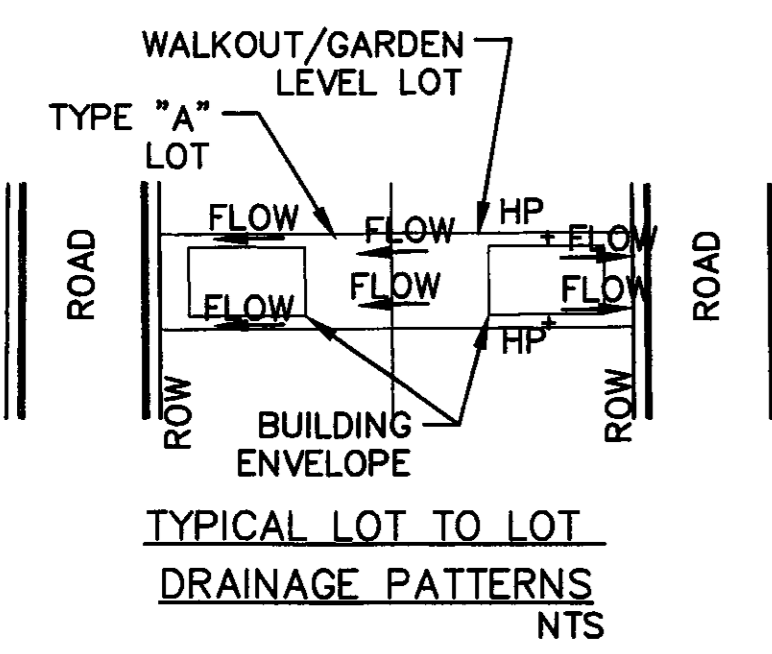 WALKOUT/GARDEN
LEVEL LOT
TYPE "A"
LOT
FLOW
FLOW
HP
FLOW
ROAD
ROAD
FLOW
FLOW
FLOW
HP
ROW
ROW
BUILDING
ENVELOPE
TYPICAL LOT TO LOT
DRAINAGE PATTERNS
NTS